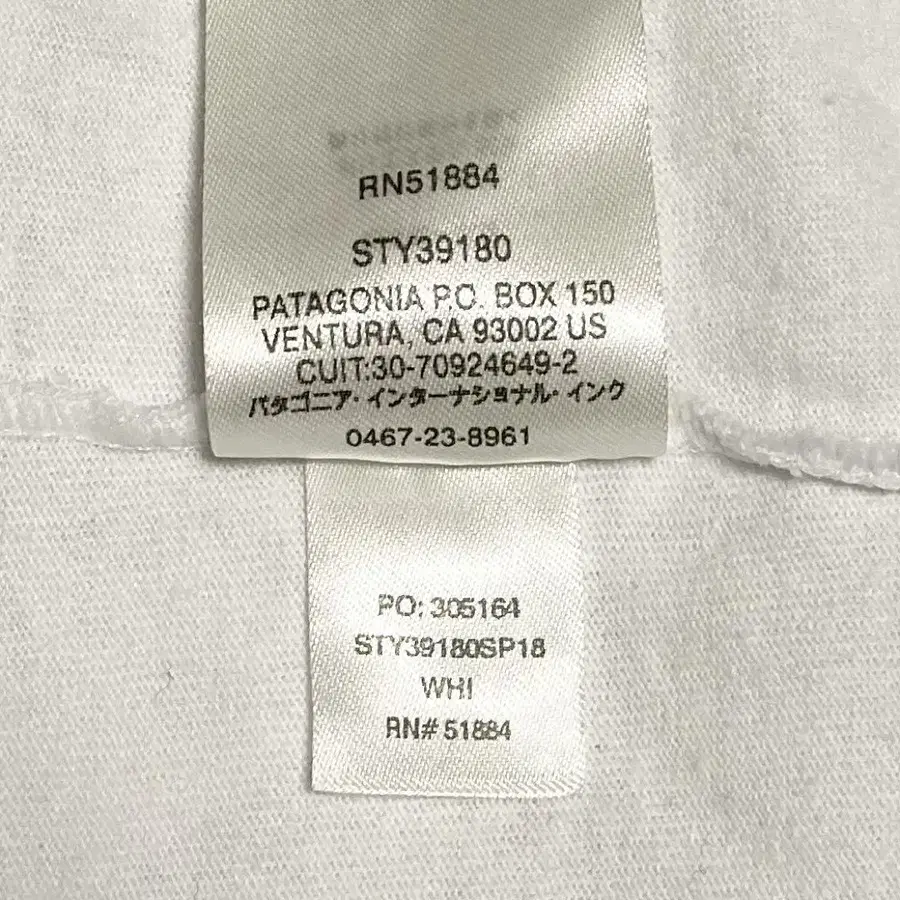 RN51884
STY39180
PATAGONIA P.O. BOX 150
VENTURA, CA 93002 US
CUIT:30-70924649-2
パタゴニア・インターナショナル・インク
0467-23-8961
PO: 305164
STY39180SP18
WHI
RN# 51884